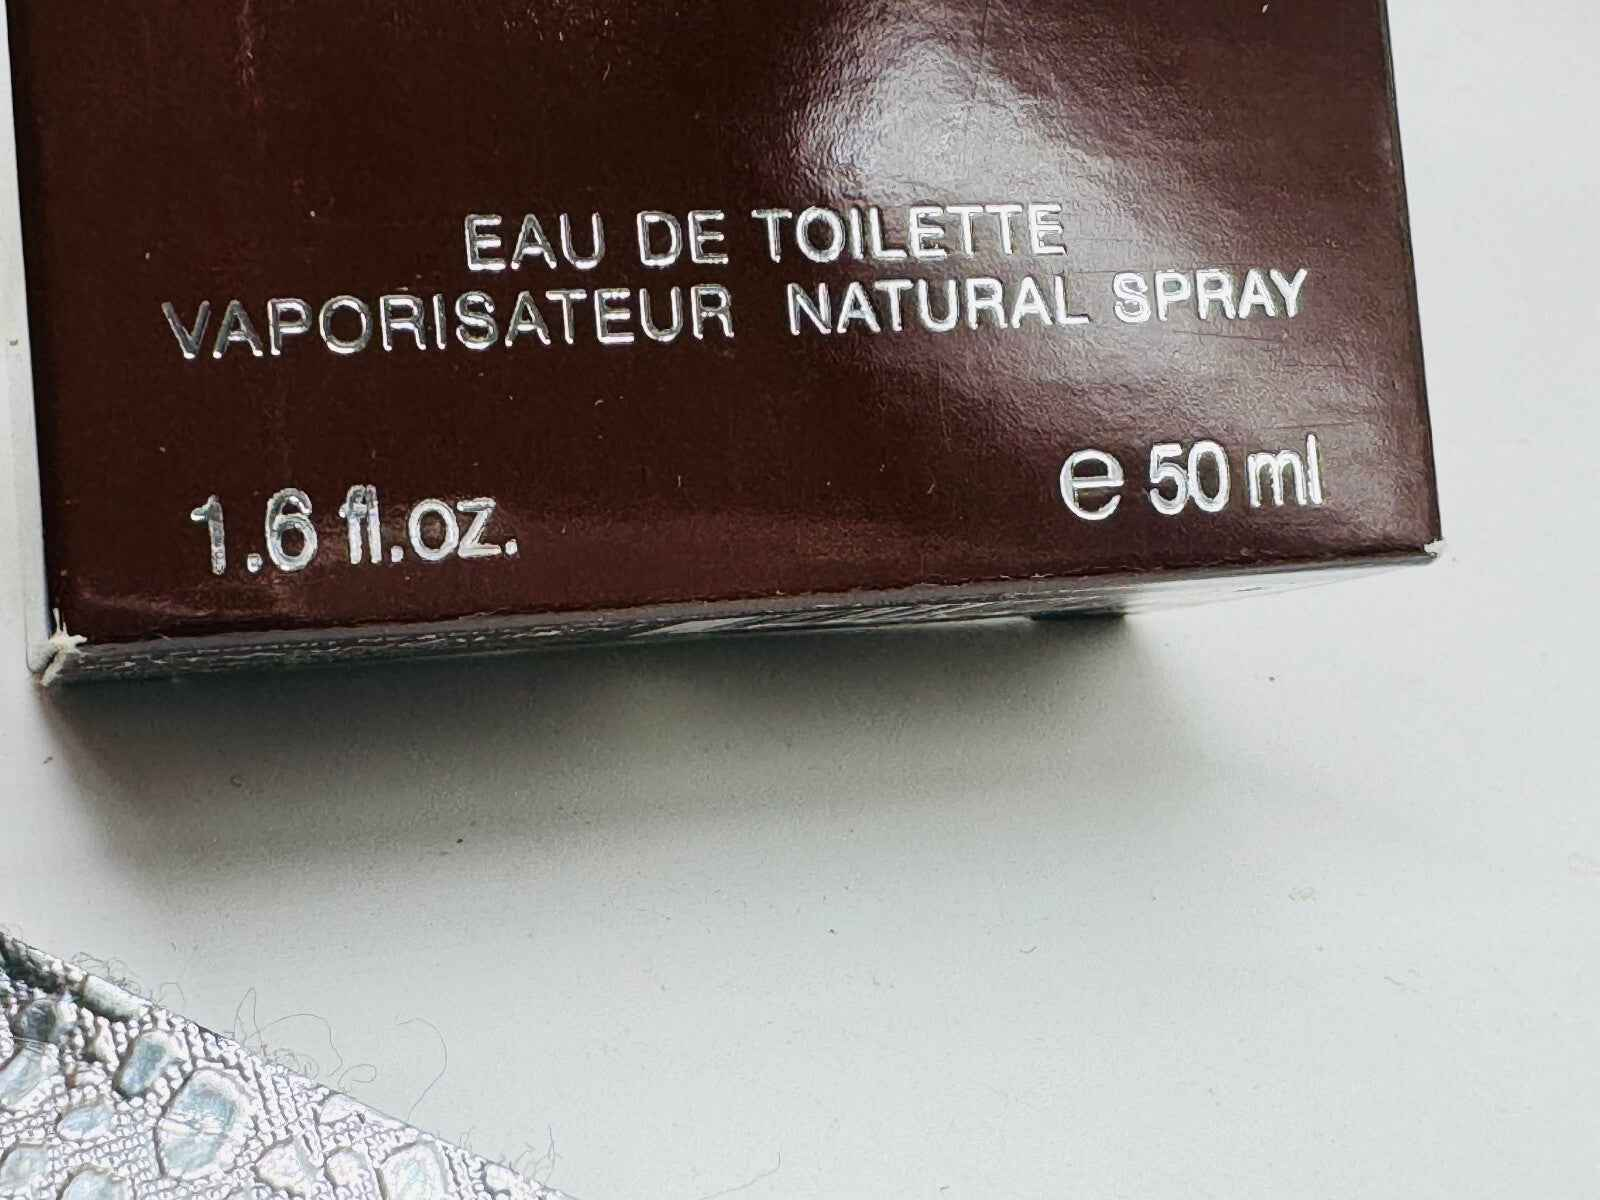 EAU DE TOILETTE
VAPORISATEUR NATURAL SPRAY
1.6 fl.oz. ℮ 50 ml